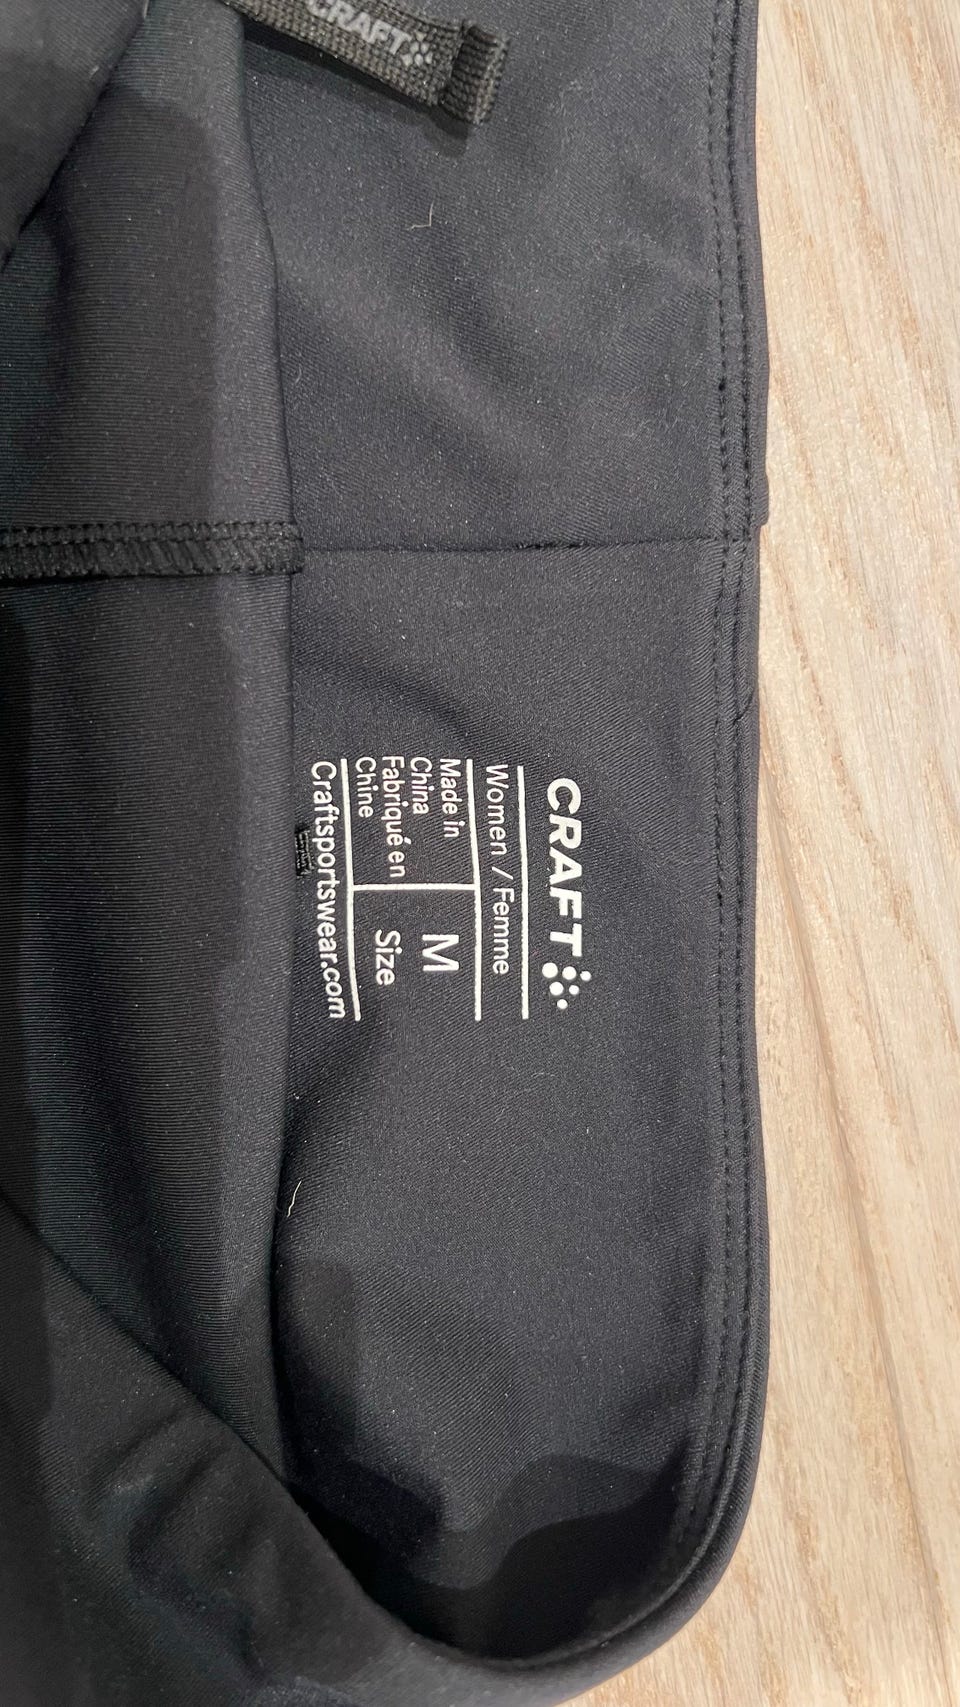 CRAFT
CRAFT
Women / Femme
Made in
China
Fabriqué en
Chine
M
Size
Craftsportswear.com